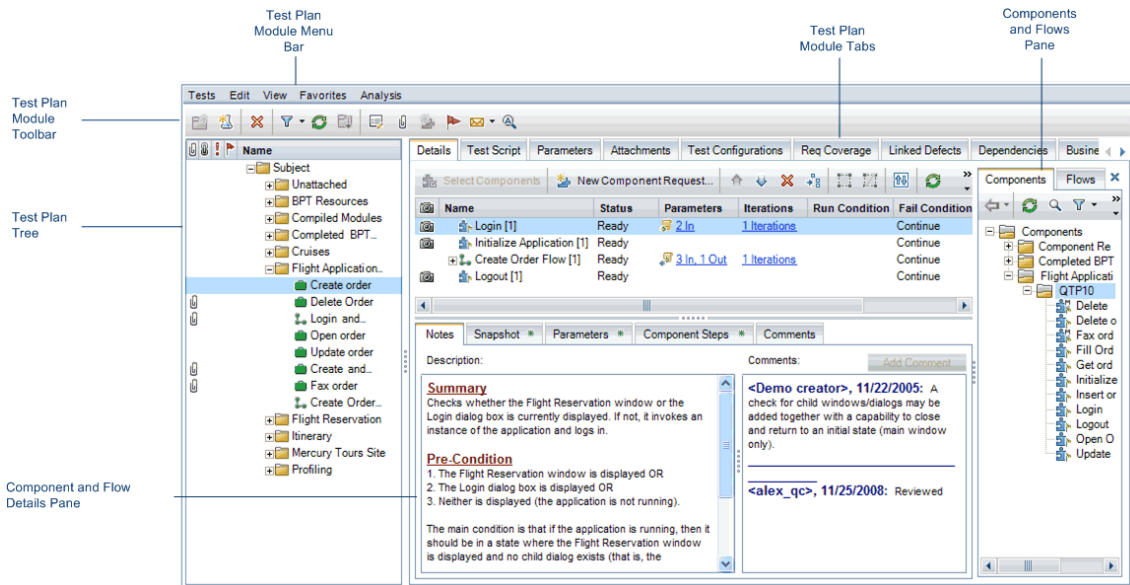 Test Plan
Module Menu
Bar
Test Plan
Module Tabs
Components
and Flows
Pane
Test Plan
Module
Toolbar
Test Plan
Tree
Component and Flow
Details Pane
Tests Edit View Favorites Analysis
Name
Subject
Unattached
BPT Resources
Compiled Modules
Completed BPT...
Cruises
Flight Application...
Create order
Delete Order
Login and...
Open order
Update order
Create and...
Fax order
Create Order...
Flight Reservation
Itinerary
Mercury Tours Site
Profiling
Details Test Script Parameters Attachments Test Configurations Req Coverage Linked Defects Dependencies Busine
Select Components New Component Request... »
Name Status Parameters Iterations Run Condition Fail Condition
Login [1] Ready 2 In 1 Iterations Continue
Initialize Application [1] Ready Continue
Create Order Flow [1] Ready 3 In, 1 Out 1 Iterations Continue
Logout [1] Ready Continue
Notes Snapshot * Parameters * Component Steps * Comments
Description:
Summary
Checks whether the Flight Reservation window or the
Login dialog box is currently displayed. If not, it invokes an
instance of the application and logs in.
Pre-Condition
1. The Flight Reservation window is displayed OR
2. The Login dialog box is displayed OR
3. Neither is displayed (the application is not running).
The main condition is that if the application is running, then it
should be in a state where the Flight Reservation window
is displayed and no child dialog exists (that is, the
Comments: Add Comment
<Demo creator>, 11/22/2005: A
check for child windows/dialogs may be
added together with a capability to close
and return to an initial state (main window
only).
<alex_qc>, 11/25/2008: Reviewed
Components Flows
»
Components
Component Re
Completed BPT
Flight Applicati
QTP10
Delete
Delete o
Fax ord
Fill Ord
Get ord
Initialize
Insert or
Login
Logout
Open O
Update